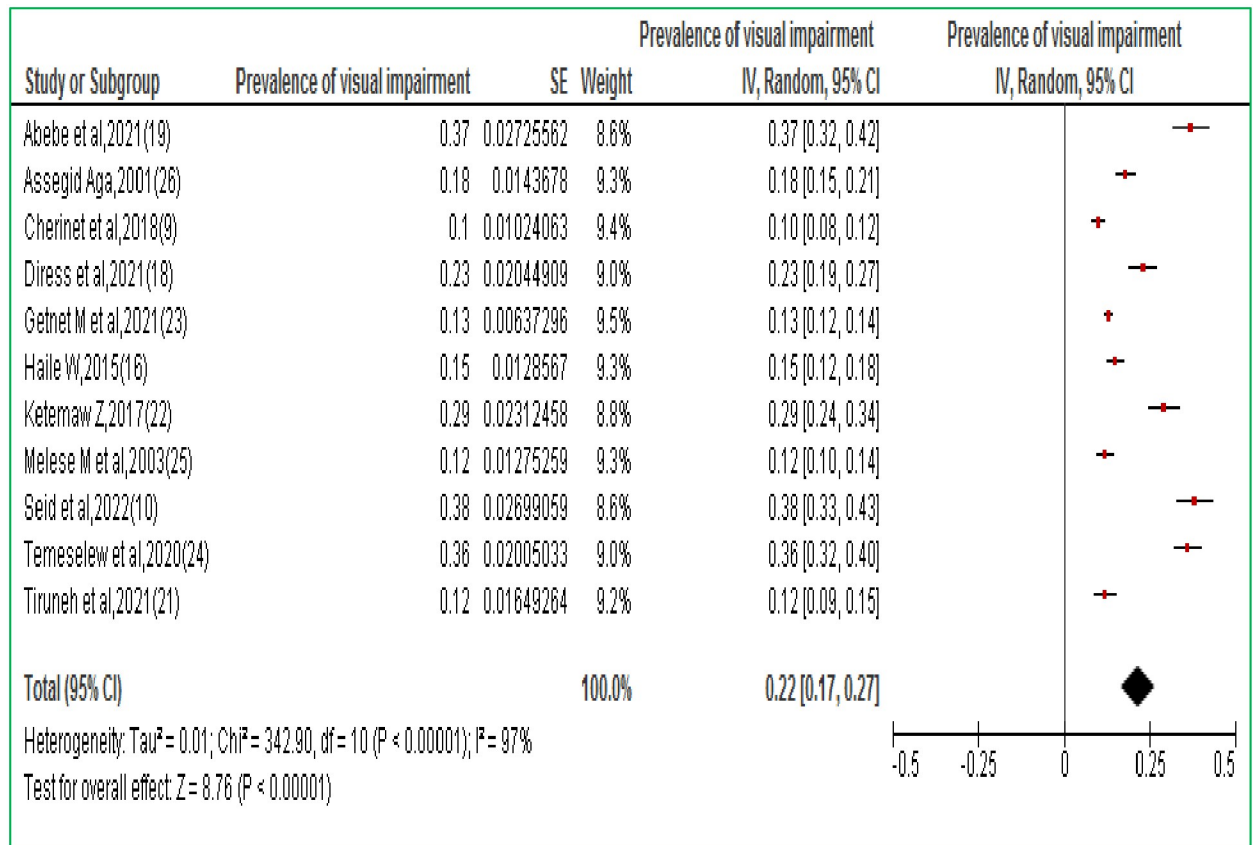 Prevalence of visual impairment Prevalence of visual impairment
Study or Subgroup Prevalence of visual impairment SE Weight IV, Random, 95% CI IV, Random, 95% CI
Abebe et al,2021(19) 0.37 0.02725562 8.6% 0.37 [0.32, 0.42]
Assegid Aga,2001(26) 0.18 0.0143678 9.3% 0.18 [0.15, 0.21]
Cherinet et al,2018(9) 0.1 0.01024063 9.4% 0.10 [0.08, 0.12]
Diress et al,2021(18) 0.23 0.02044909 9.0% 0.23 [0.19, 0.27]
Getnet M et al,2021(23) 0.13 0.00637296 9.5% 0.13 [0.12, 0.14]
Haile W,2015(16) 0.15 0.0128567 9.3% 0.15 [0.12, 0.18]
Ketemaw Z,2017(22) 0.29 0.02312458 8.8% 0.29 [0.24, 0.34]
Melese M et al,2003(25) 0.12 0.01275259 9.3% 0.12 [0.10, 0.14]
Seid et al,2022(10) 0.38 0.02699059 8.6% 0.38 [0.33, 0.43]
Temeselew et al,2020(24) 0.36 0.02005033 9.0% 0.36 [0.32, 0.40]
Tiruneh et al,2021(21) 0.12 0.01649264 9.2% 0.12 [0.09, 0.15]
Total (95% CI) 100.0% 0.22 [0.17, 0.27]
Heterogeneity: Tau² = 0.01; Chi² = 342.90, df = 10 (P < 0.00001); I² = 97%
Test for overall effect: Z = 8.76 (P < 0.00001)
-0.5 -0.25 0 0.25 0.5